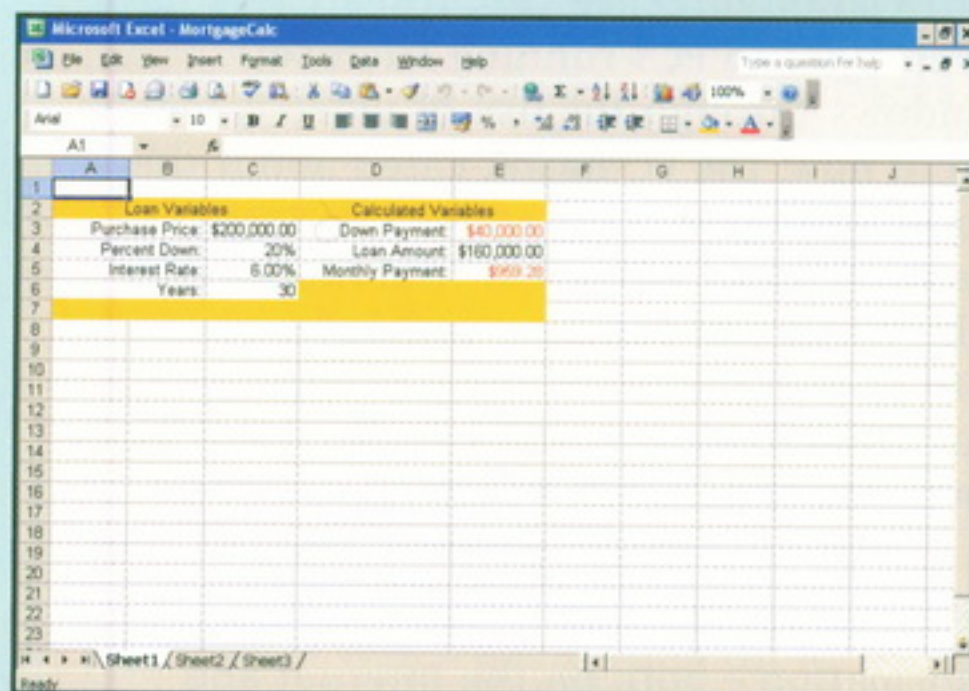 Microsoft Excel - MortgageCalc
File Edit View Insert Format Tools Data Window Help Type a question for help
100%
Arial 10 B I U % , A
A1 fx
A B C D E F G H I J
1
2 Loan Variables Calculated Variables
3 Purchase Price: $200,000.00 Down Payment: $40,000.00
4 Percent Down: 20% Loan Amount: $160,000.00
5 Interest Rate: 6.00% Monthly Payment: $959.28
6 Years: 30
7
8
9
10
11
12
13
14
15
16
17
18
19
20
21
22
23
Sheet1 / Sheet2 / Sheet3 /
Ready